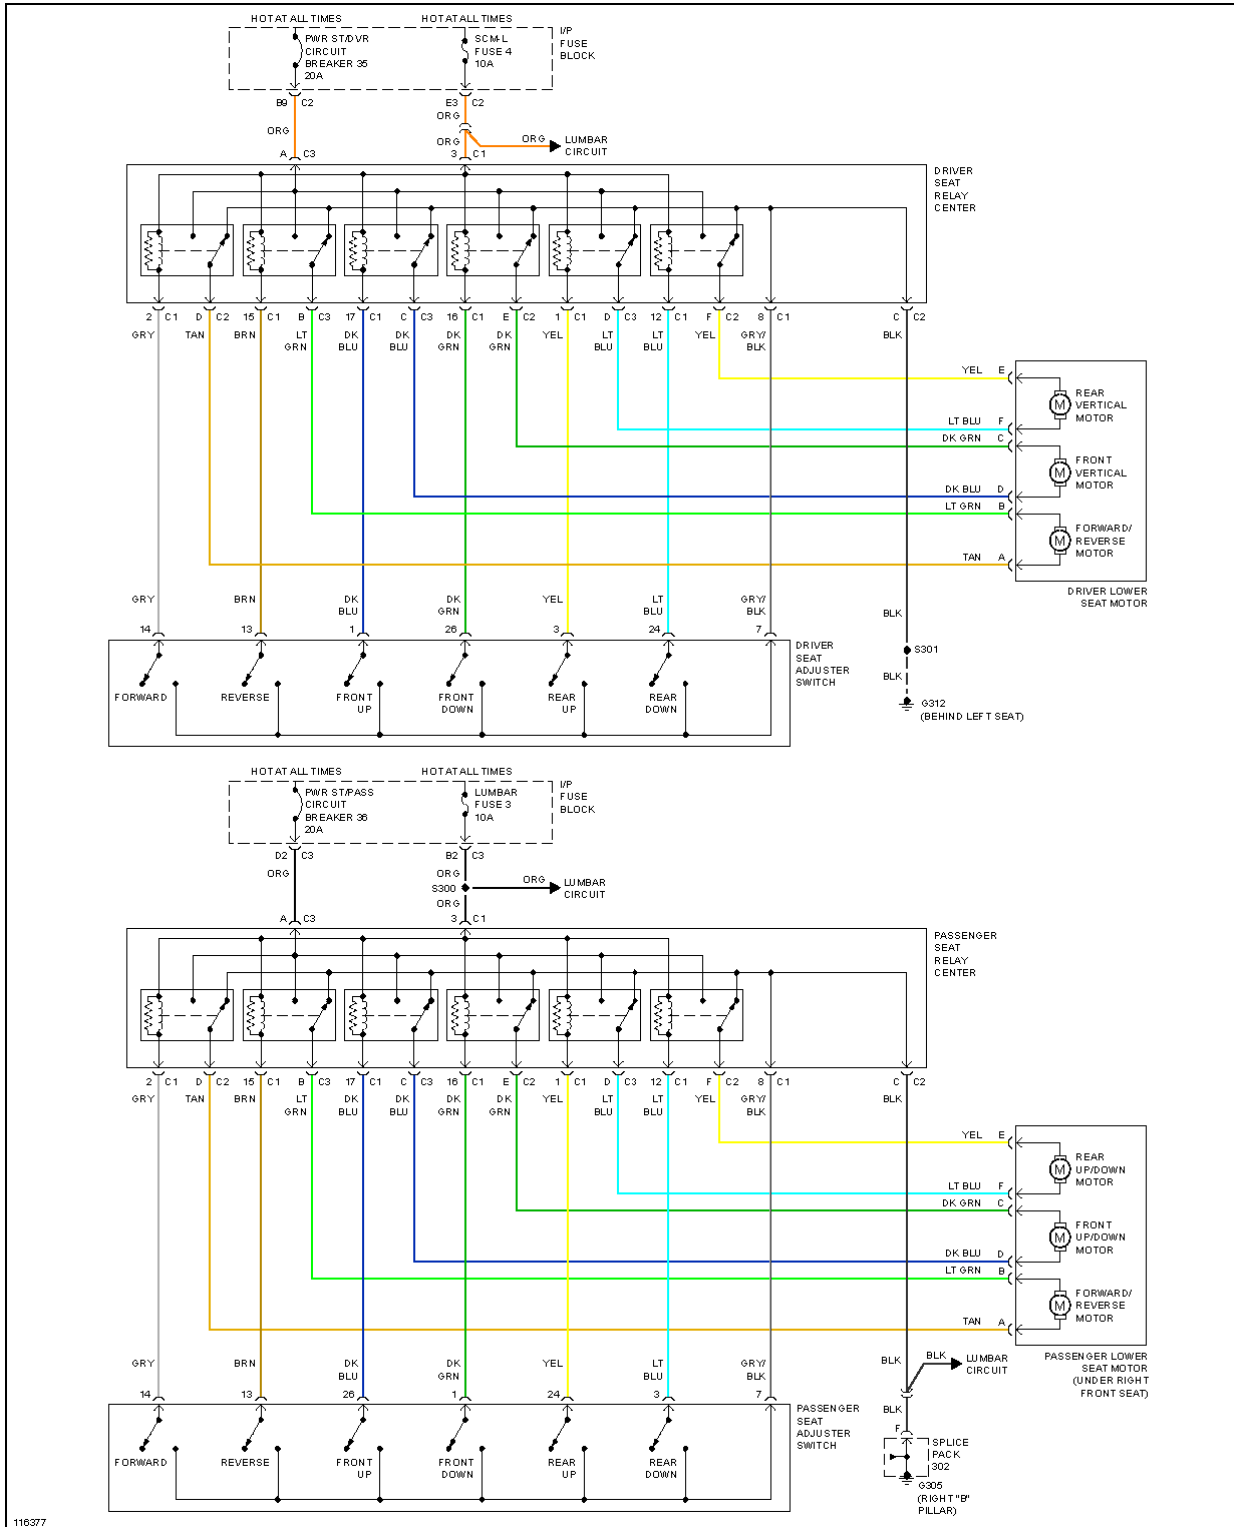 HOT AT ALL TIMES HOT AT ALL TIMES
PWR ST/DVR CIRCUIT BREAKER 35 20A
SCM-L FUSE 4 10A
I/P FUSE BLOCK
B9 C2 E3 C2
ORG ORG
ORG ORG LUMBAR CIRCUIT
A C3 3 C1
DRIVER SEAT RELAY CENTER
2 C1 D C2 15 C1 B C3 17 C1 C C3 16 C1 E C2 1 C1 D C3 12 C1 F C2 8 C1 C C2
GRY TAN BRN LT GRN DK BLU DK BLU DK GRN DK GRN YEL LT BLU LT BLU YEL GRY/BLK BLK
YEL E
REAR VERTICAL MOTOR
LT BLU F
DK GRN C
FRONT VERTICAL MOTOR
DK BLU D
LT GRN B
FORWARD/ REVERSE MOTOR
TAN A
M M M
DRIVER LOWER SEAT MOTOR
GRY BRN DK BLU DK GRN YEL LT BLU GRY/BLK BLK
14 13 1 26 3 24 7
DRIVER SEAT ADJUSTER SWITCH
S301
BLK
G312 (BEHIND LEFT SEAT)
FORWARD REVERSE FRONT UP FRONT DOWN REAR UP REAR DOWN
HOT AT ALL TIMES HOT AT ALL TIMES
PWR ST/PASS CIRCUIT BREAKER 36 20A
LUMBAR FUSE 3 10A
I/P FUSE BLOCK
D2 C3 B2 C3
ORG ORG
S300 ORG LUMBAR CIRCUIT
ORG
A C3 3 C1
PASSENGER SEAT RELAY CENTER
2 C1 D C2 15 C1 B C3 17 C1 C C3 16 C1 E C2 1 C1 D C3 12 C1 F C2 8 C1 C C2
GRY TAN BRN LT GRN DK BLU DK BLU DK GRN DK GRN YEL LT BLU LT BLU YEL GRY/BLK BLK
YEL E
REAR UP/DOWN MOTOR
LT BLU F
DK GRN C
FRONT UP/DOWN MOTOR
DK BLU D
LT GRN B
FORWARD/ REVERSE MOTOR
TAN A
M M M
PASSENGER LOWER SEAT MOTOR (UNDER RIGHT FRONT SEAT)
GRY BRN DK BLU DK GRN YEL LT BLU GRY/BLK BLK
BLK LUMBAR CIRCUIT
14 13 26 1 24 3 7
BLK
PASSENGER SEAT ADJUSTER SWITCH
F
SPLICE PACK 302
G305 (RIGHT "B" PILLAR)
FORWARD REVERSE FRONT UP FRONT DOWN REAR UP REAR DOWN
116377